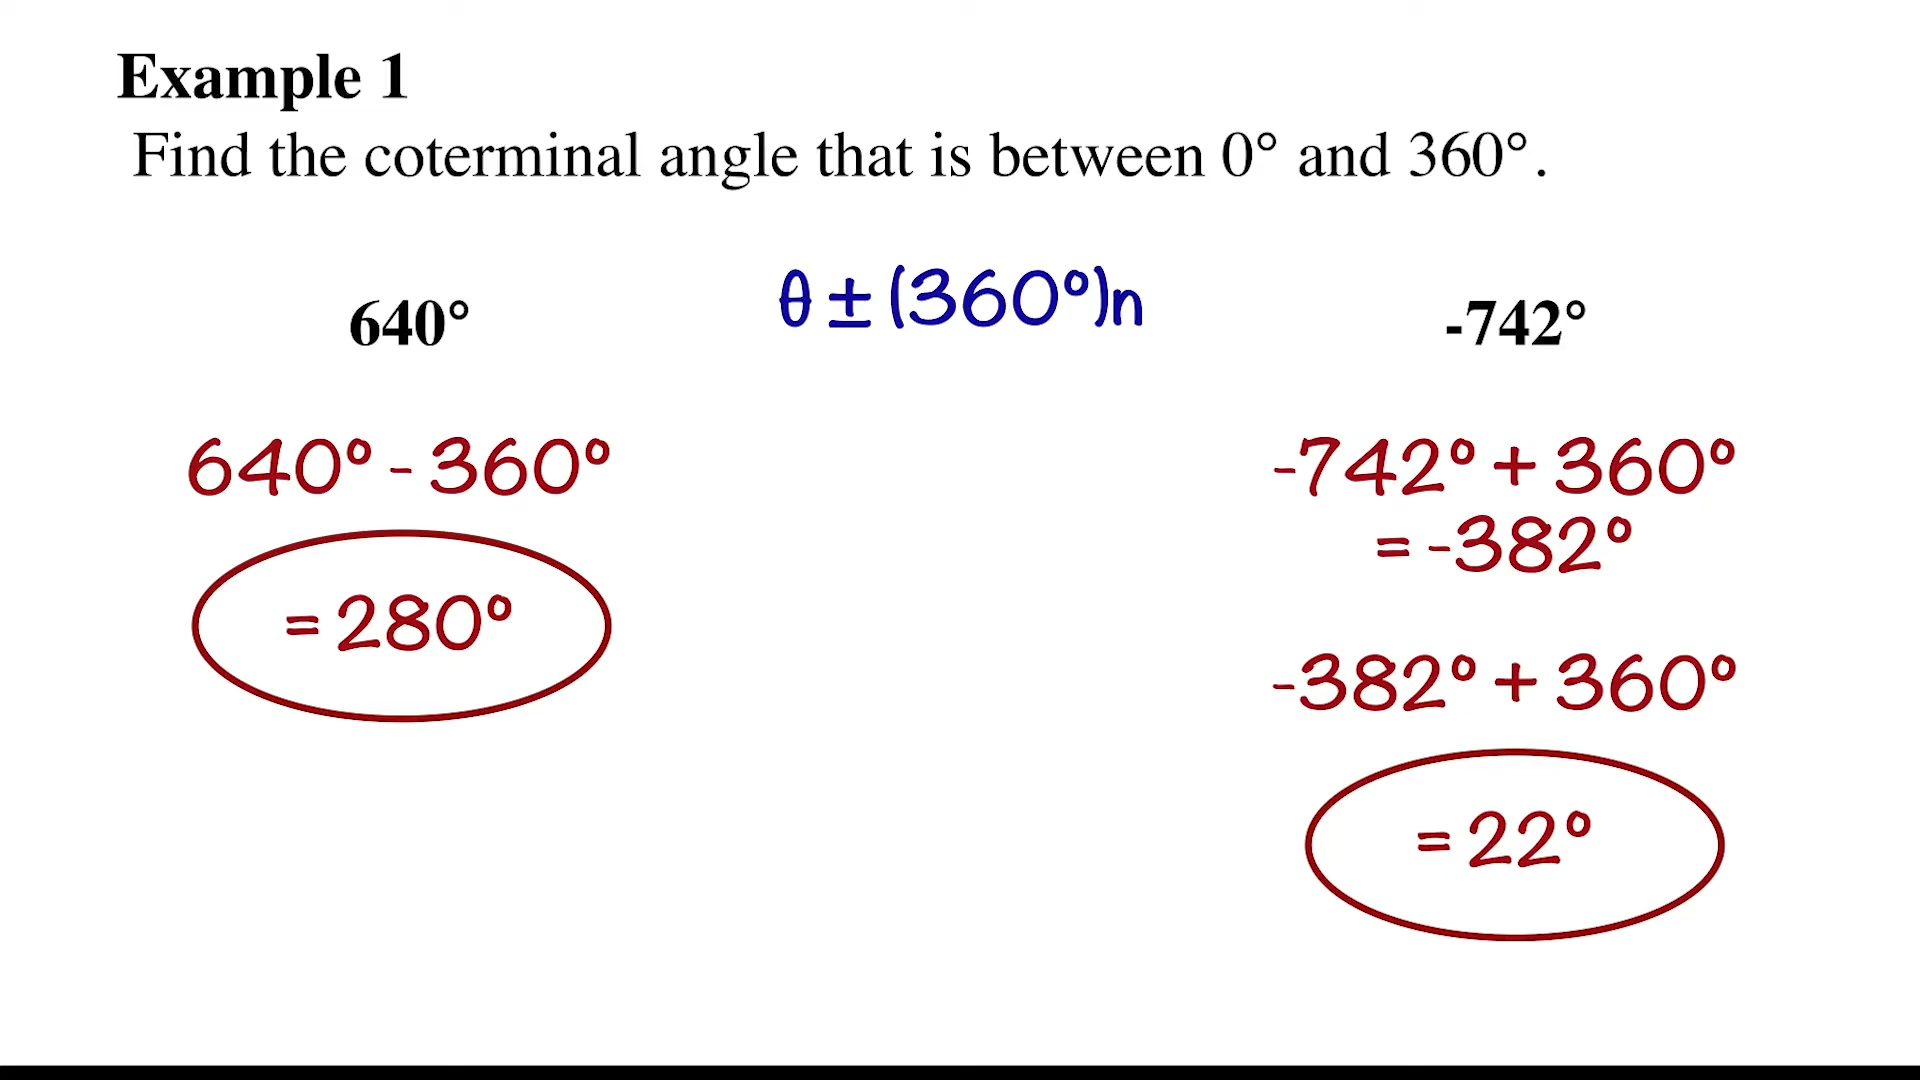 Example 1
Find the coterminal angle that is between 0° and 360°.
θ ± (360°)n
640°
640° - 360°
= 280°
-742°
-742° + 360°
= -382°
-382° + 360°
= 22°